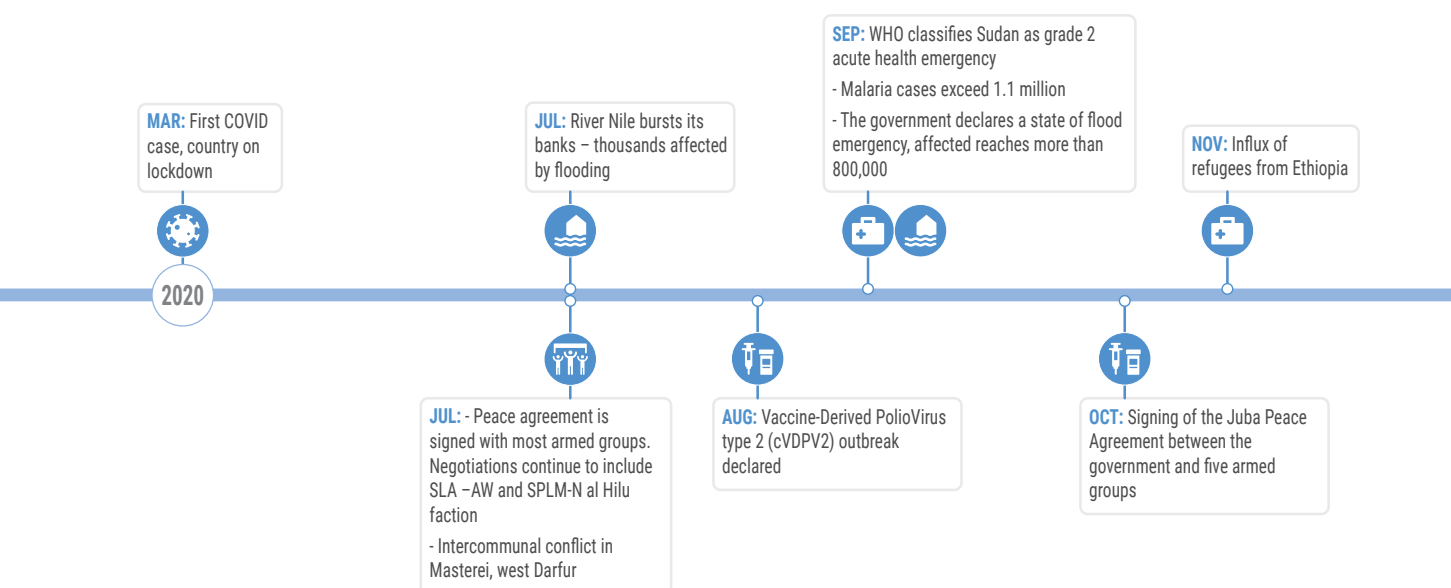 MAR: First COVID
case, country on
lockdown
2020
JUL: River Nile bursts its
banks – thousands affected
by flooding
JUL: - Peace agreement is
signed with most armed groups.
Negotiations continue to include
SLA –AW and SPLM-N al Hilu
faction
- Intercommunal conflict in
Masterei, west Darfur
AUG: Vaccine-Derived PolioVirus
type 2 (cVDPV2) outbreak
declared
SEP: WHO classifies Sudan as grade 2
acute health emergency
- Malaria cases exceed 1.1 million
- The government declares a state of flood
emergency, affected reaches more than
800,000
OCT: Signing of the Juba Peace
Agreement between the
government and five armed
groups
NOV: Influx of
refugees from Ethiopia